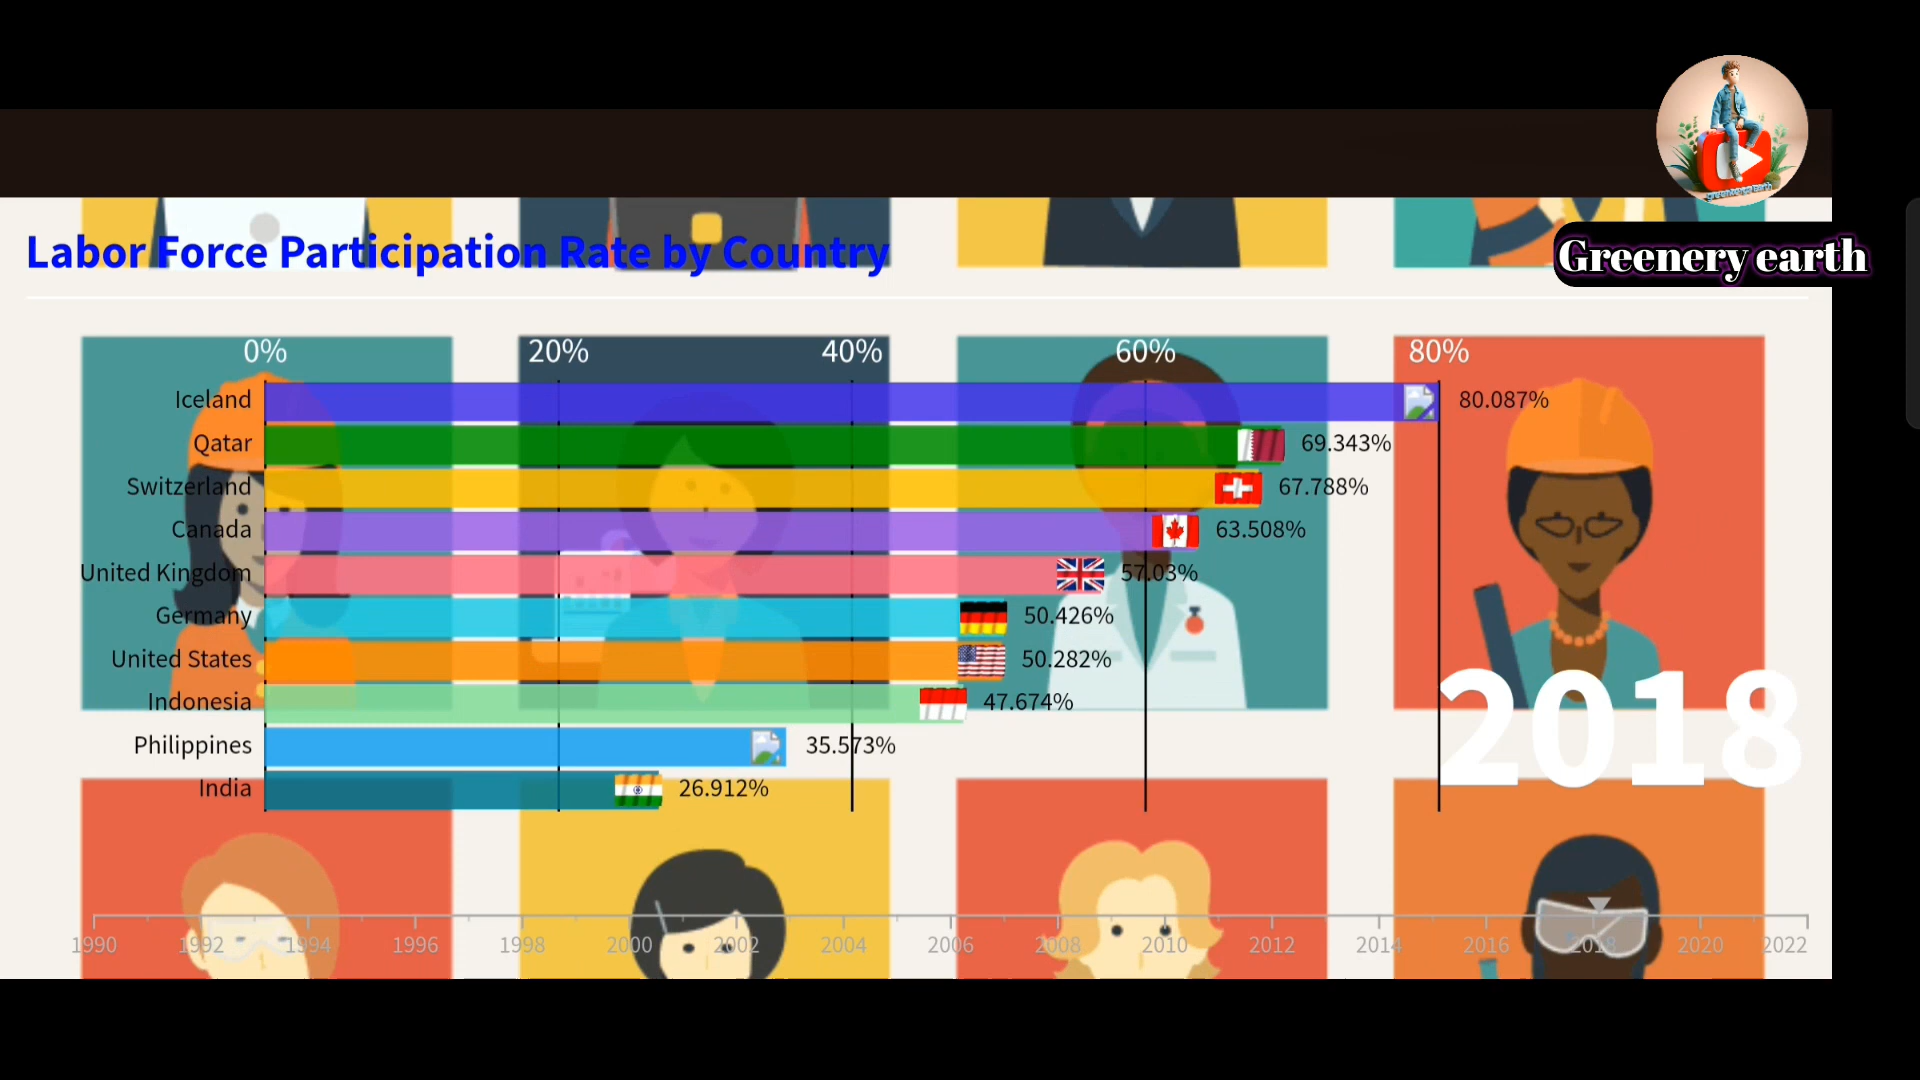 Greenery earth
Labor Force Participation Rate by Country
0% 20% 40% 60% 80%
Iceland 80.087%
Qatar 69.343%
Switzerland 67.788%
Canada 63.508%
United Kingdom 57.03%
Germany 50.426%
United States 50.282%
Indonesia 47.674%
Philippines 35.573%
India 26.912%
2018
1990 1992 1994 1996 1998 2000 2002 2004 2006 2008 2010 2012 2014 2016 2018 2020 2022